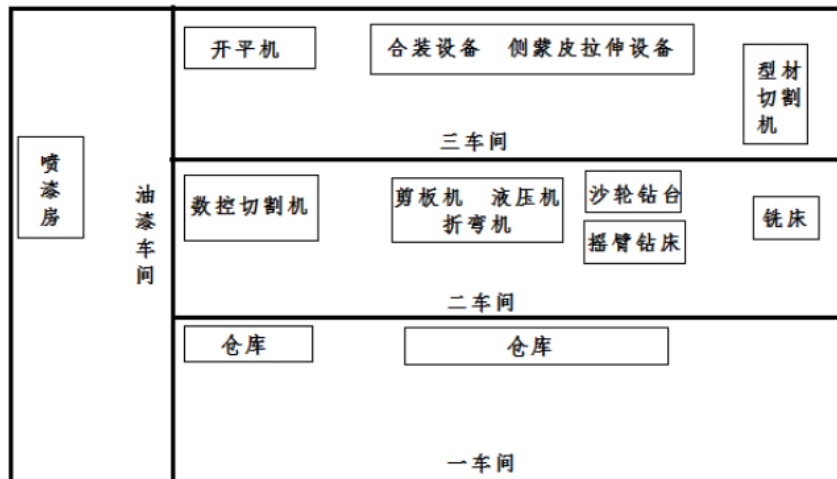 开平机
合装设备 侧蒙皮拉伸设备
型材
切割
机
三车间
喷
漆
房
油
漆
车
间
数控切割机
剪板机 液压机
折弯机
沙轮钻台
摇臂钻床
铣床
二车间
仓库
仓库
一车间